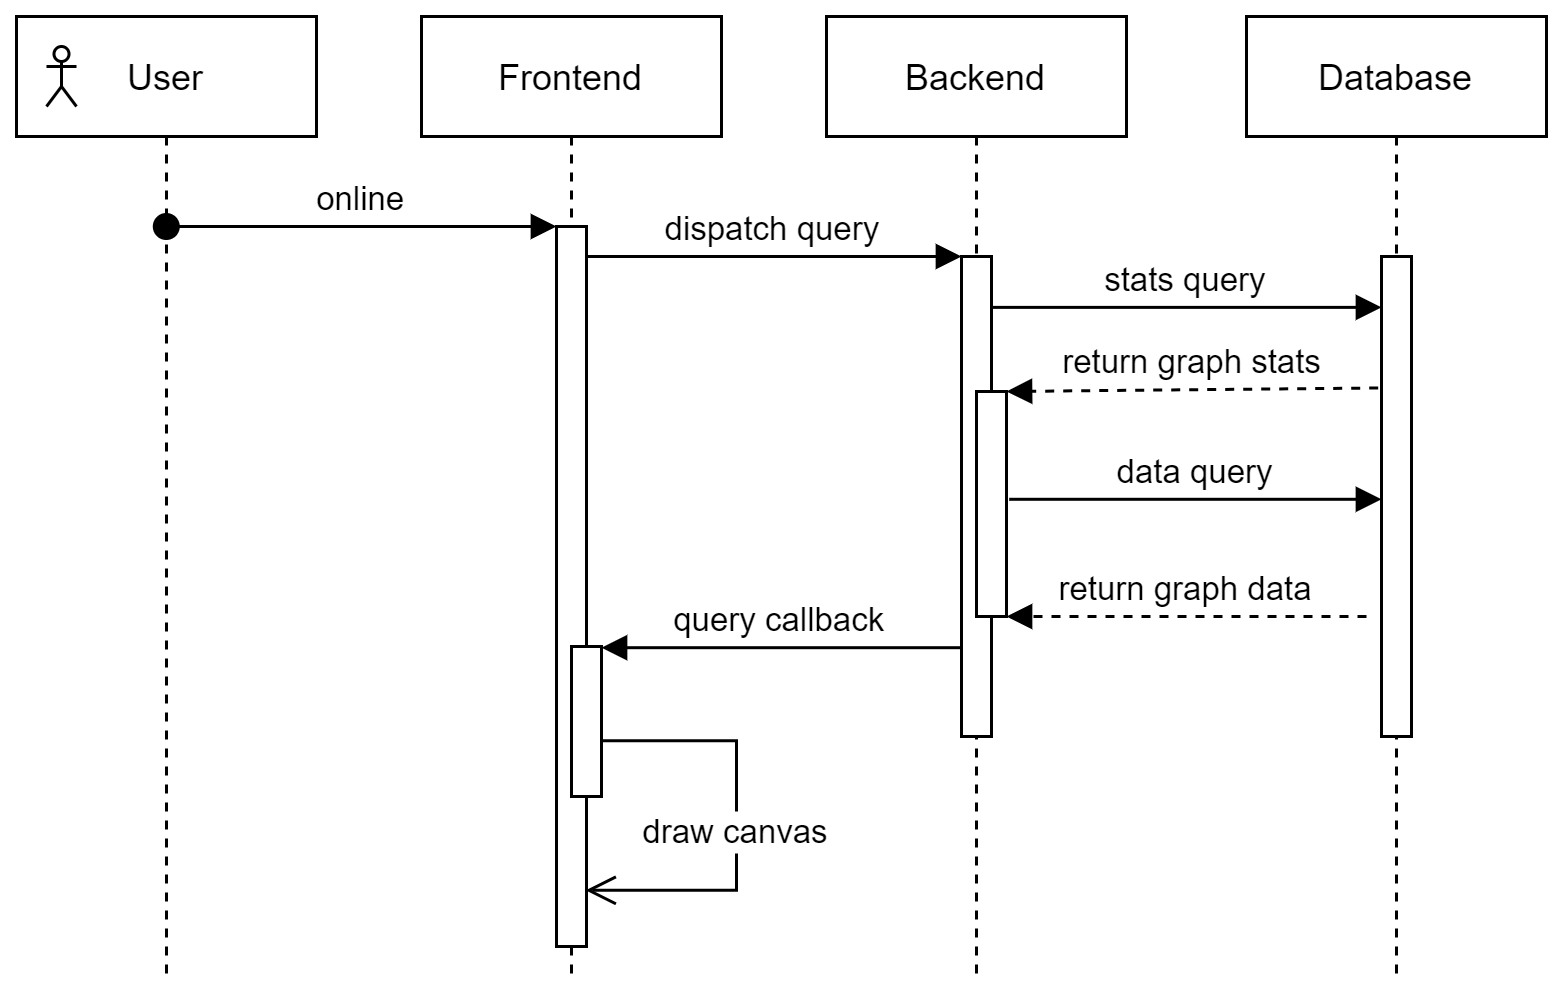 User
Frontend
Backend
Database
online
dispatch query
stats query
return graph stats
data query
return graph data
query callback
draw canvas